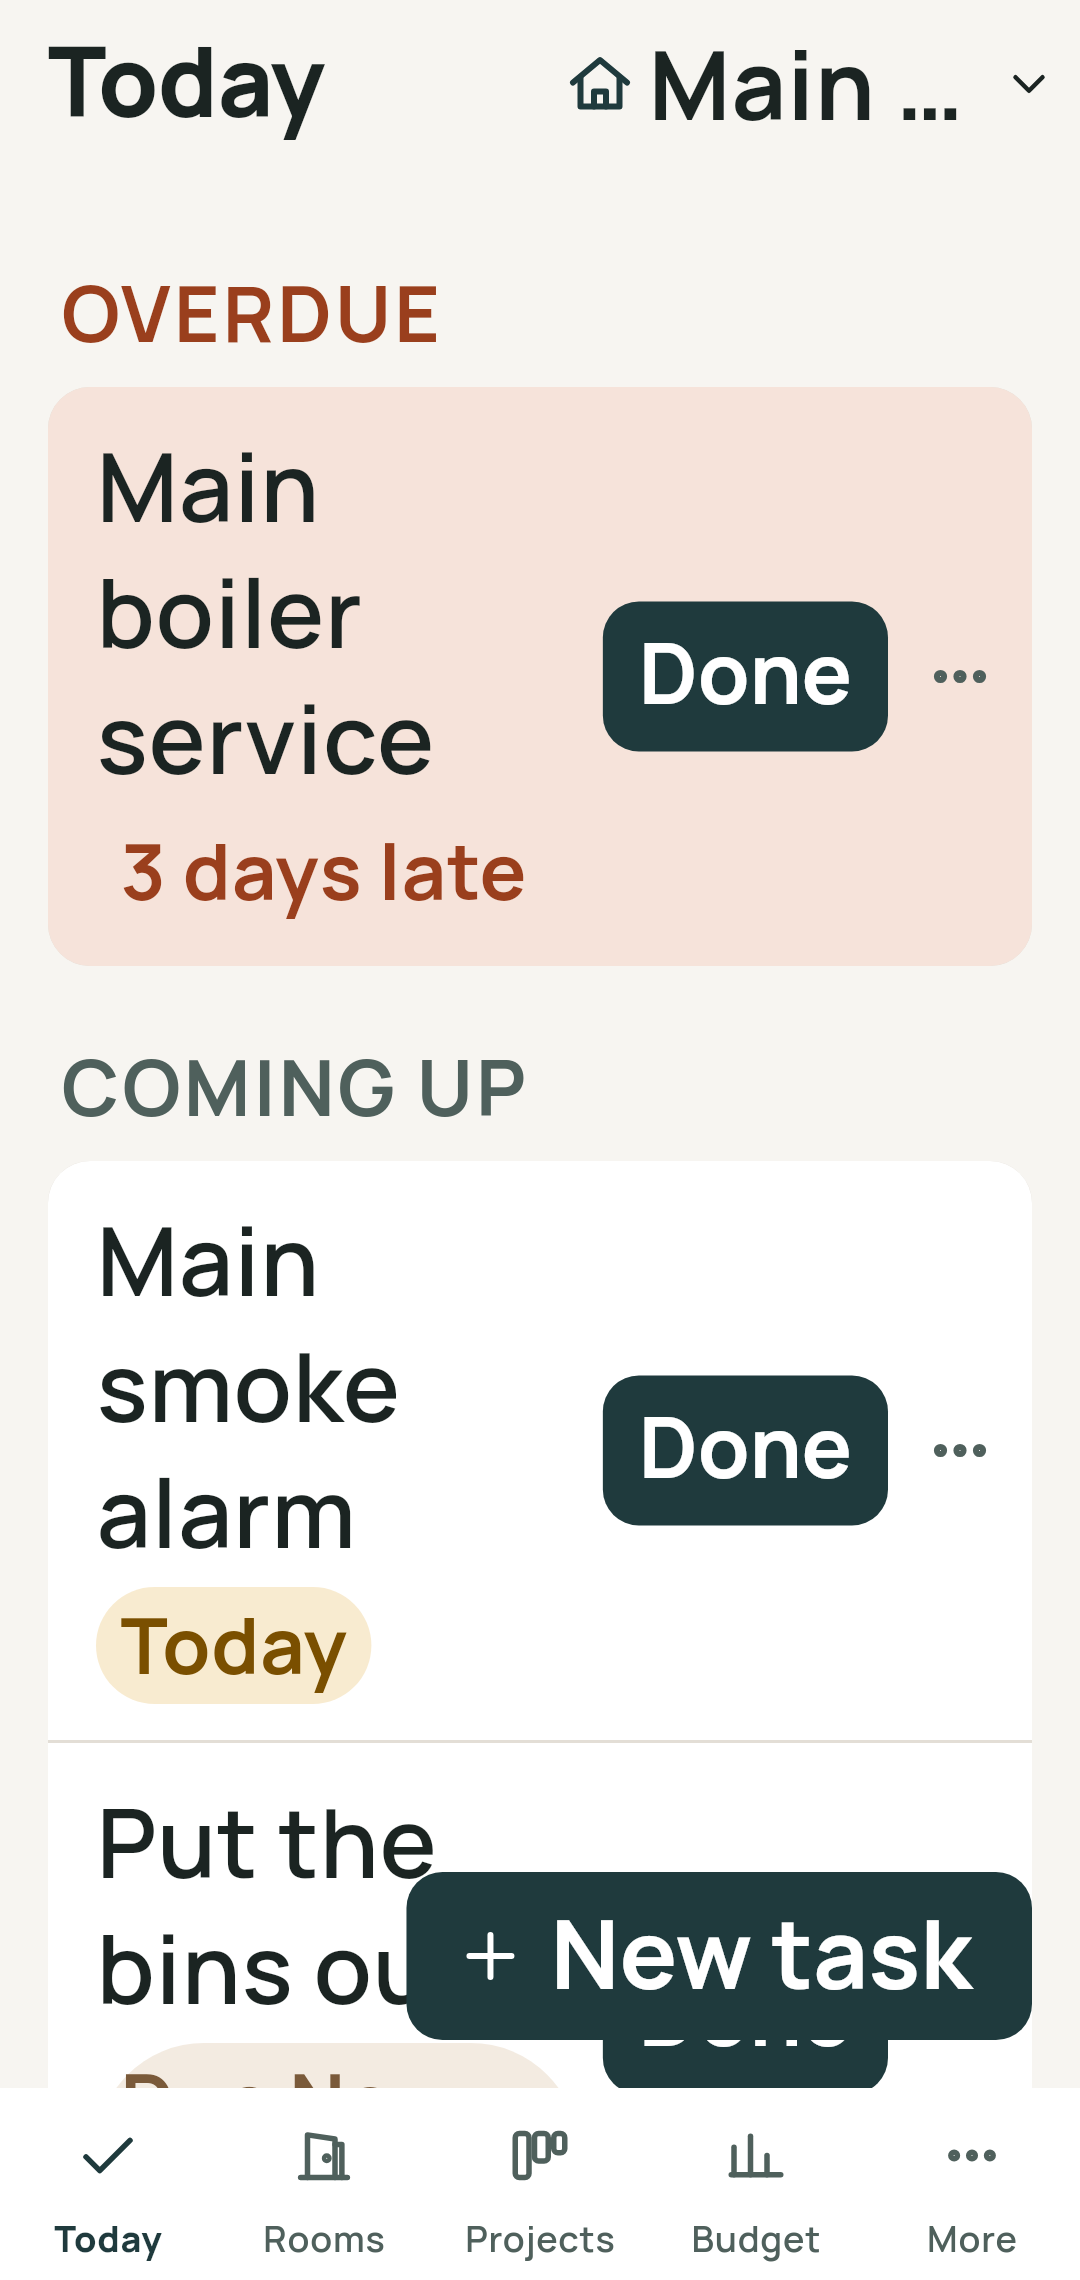 Today
Main ...
OVERDUE
Main
boiler
service
Done
3 days late
COMING UP
Main
smoke
alarm
Done
Today
Put the
bins
New task
Today
Rooms
Projects
Budget
More